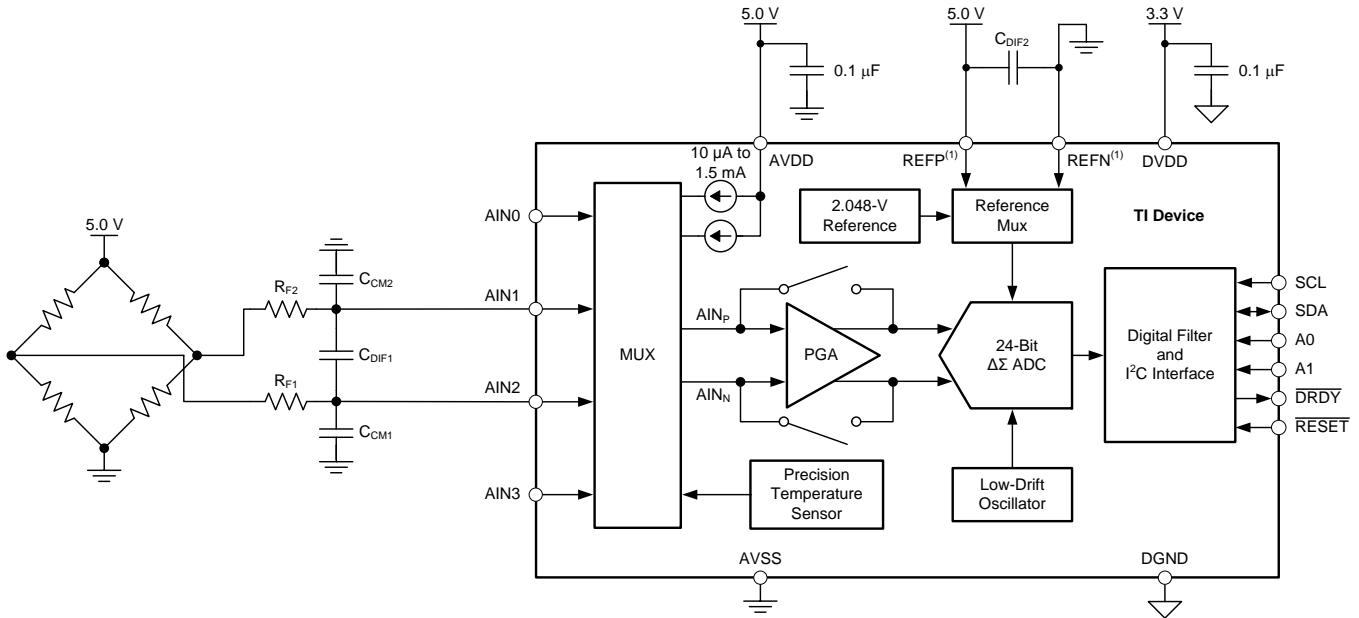 5.0 V
5.0 V
3.3 V
C_DIF2
0.1 µF
0.1 µF
10 µA to
1.5 mA
AVDD
REFP(1)
REFN(1)
DVDD
2.048-V
Reference
Reference
Mux
TI Device
5.0 V
AIN0
C_CM2
R_F2
AIN1
C_DIF1
R_F1
AIN2
C_CM1
AIN3
MUX
AIN_P
AIN_N
PGA
24-Bit
ΔΣ ADC
Digital Filter
and
I²C Interface
SCL
SDA
A0
A1
DRDY
RESET
Precision
Temperature
Sensor
Low-Drift
Oscillator
AVSS
DGND